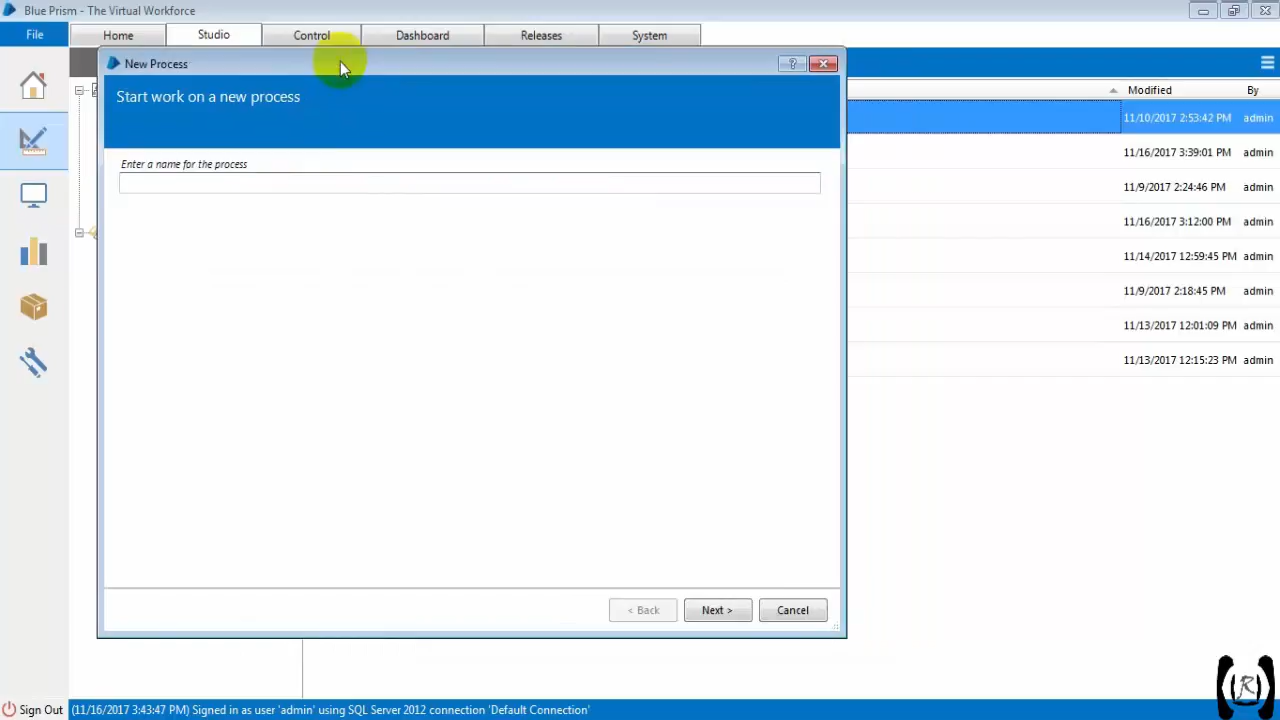 Blue Prism - The Virtual Workforce
File
Home
Studio
Control
Dashboard
Releases
System
New Process
?
Start work on a new process
Enter a name for the process
Modified
By
11/10/2017 2:53:42 PM admin
11/16/2017 3:39:01 PM admin
11/9/2017 2:24:46 PM admin
11/16/2017 3:12:00 PM admin
11/14/2017 12:59:45 PM admin
11/9/2017 2:18:45 PM admin
11/13/2017 12:01:09 PM admin
11/13/2017 12:15:23 PM admin
< Back
Next >
Cancel
Sign Out
(11/16/2017 3:43:47 PM) Signed in as user 'admin' using SQL Server 2012 connection 'Default Connection'
(R)